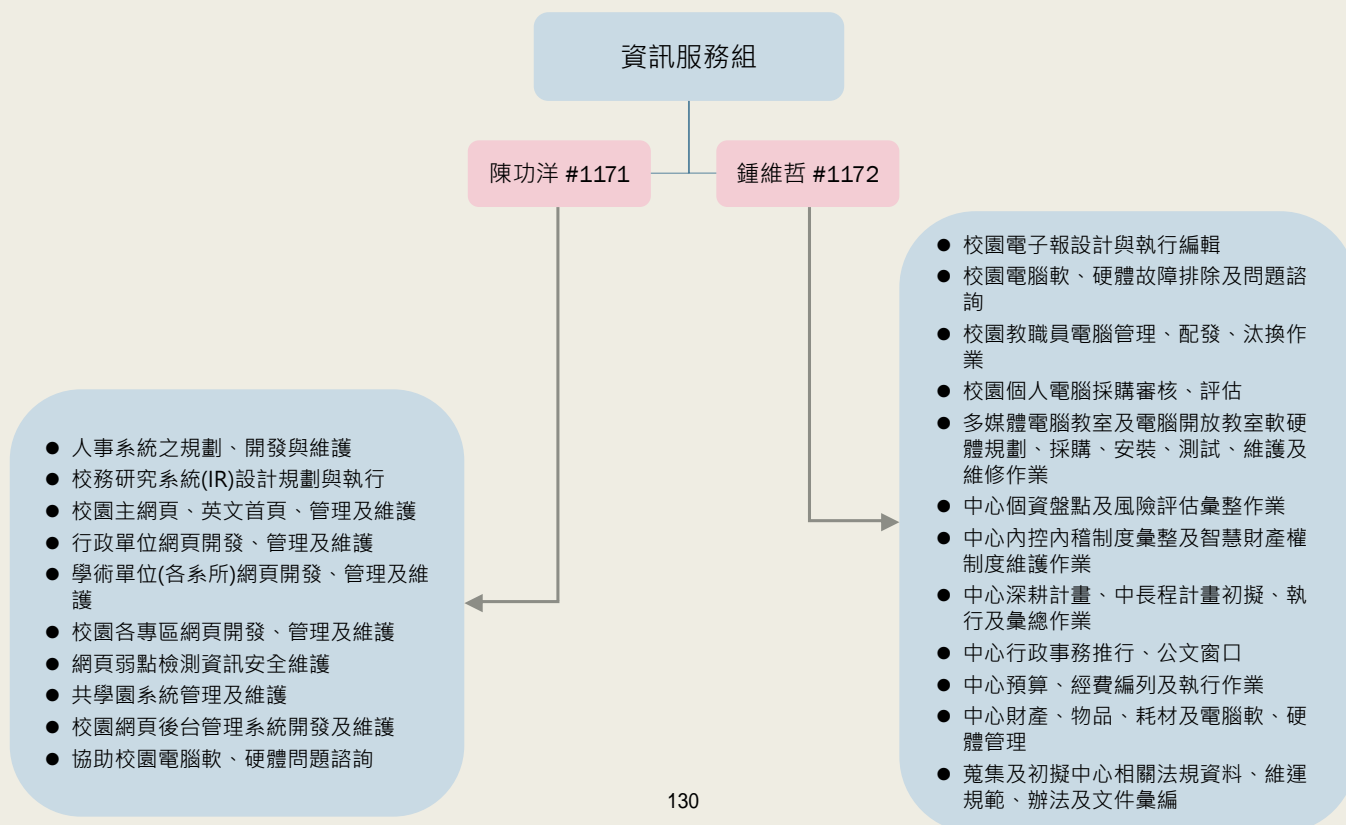 資訊服務組
陳功洋 #1171
鍾維哲 #1172
● 人事系統之規劃、開發與維護
● 校務研究系統(IR)設計規劃與執行
● 校園主網頁、英文首頁、管理及維護
● 行政單位網頁開發、管理及維護
● 學術單位(各系所)網頁開發、管理及維
護
● 校園各專區網頁開發、管理及維護
● 網頁弱點檢測資訊安全維護
● 共學園系統管理及維護
● 校園網頁後台管理系統開發及維護
● 協助校園電腦軟、硬體問題諮詢
● 校園電子報設計與執行編輯
● 校園電腦軟、硬體故障排除及問題諮
詢
● 校園教職員電腦管理、配發、汰換作
業
● 校園個人電腦採購審核、評估
● 多媒體電腦教室及電腦開放教室軟硬
體規劃、採購、安裝、測試、維護及
維修作業
● 中心個資盤點及風險評估彙整作業
● 中心內控內稽制度彙整及智慧財產權
制度維護作業
● 中心深耕計畫、中長程計畫初擬、執
行及彙總作業
● 中心行政事務推行、公文窗口
● 中心預算、經費編列及執行作業
● 中心財產、物品、耗材及電腦軟、硬
體管理
● 蒐集及初擬中心相關法規資料、維運
規範、辦法及文件彙編
130